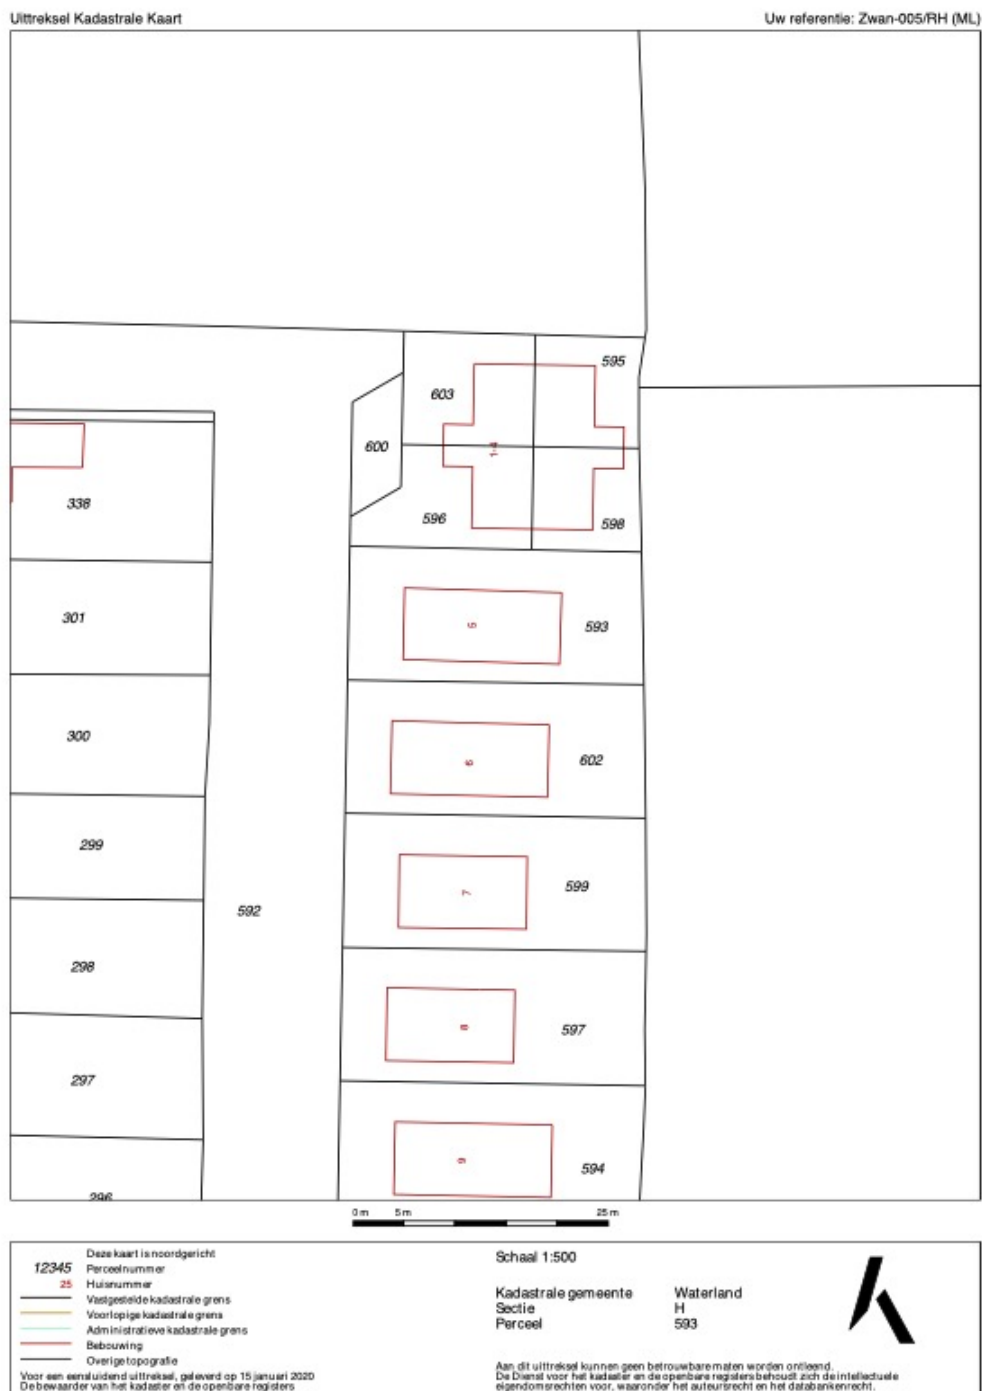 Uittreksel Kadastrale Kaart
Uw referentie: Zwan-005/RH (ML)
595
603
600
1-4
338
596
598
301
5
593
300
6
602
299
7
599
592
298
8
597
297
9
594
296
0 m 5 m 25 m
Deze kaart is noordgericht
12345 Perceelnummer
25 Huisnummer
Vastgestelde kadastrale grens
Voorlopige kadastrale grens
Administratieve kadastrale grens
Bebouwing
Overige topografie
Voor een eensluidend uittreksel, geleverd op 15 januari 2020
De bewaarder van het kadaster en de openbare registers
Schaal 1:500
Kadastrale gemeente Waterland
Sectie H
Perceel 593
Aan dit uittreksel kunnen geen betrouwbare maten worden ontleend.
De Dienst voor het kadaster en de openbare registers behoudt zich de intellectuele
eigendomsrechten voor, waaronder het auteursrecht en het databankenrecht.